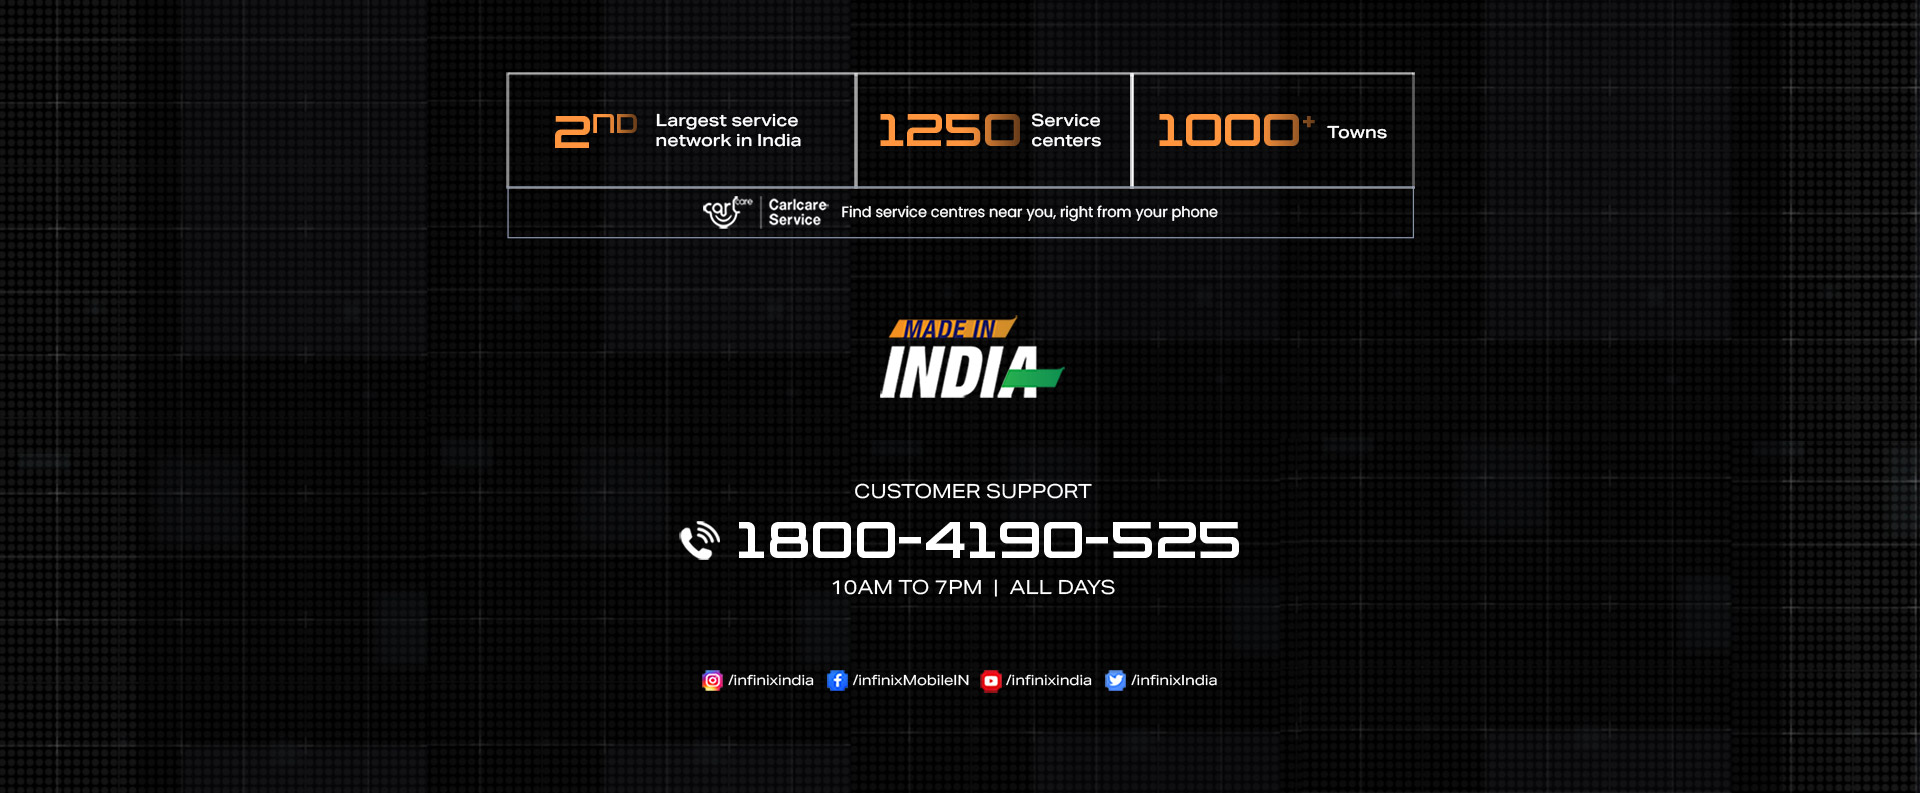 2ND Largest service network in India
1250 Service centers
1000+ Towns
carlcare | Carlcare Service Find service centres near you, right from your phone
MADE IN
INDIA
CUSTOMER SUPPORT
1800-4190-525
10AM TO 7PM | ALL DAYS
/infinixindia /infinixMobileIN /infinixindia /infinixIndia